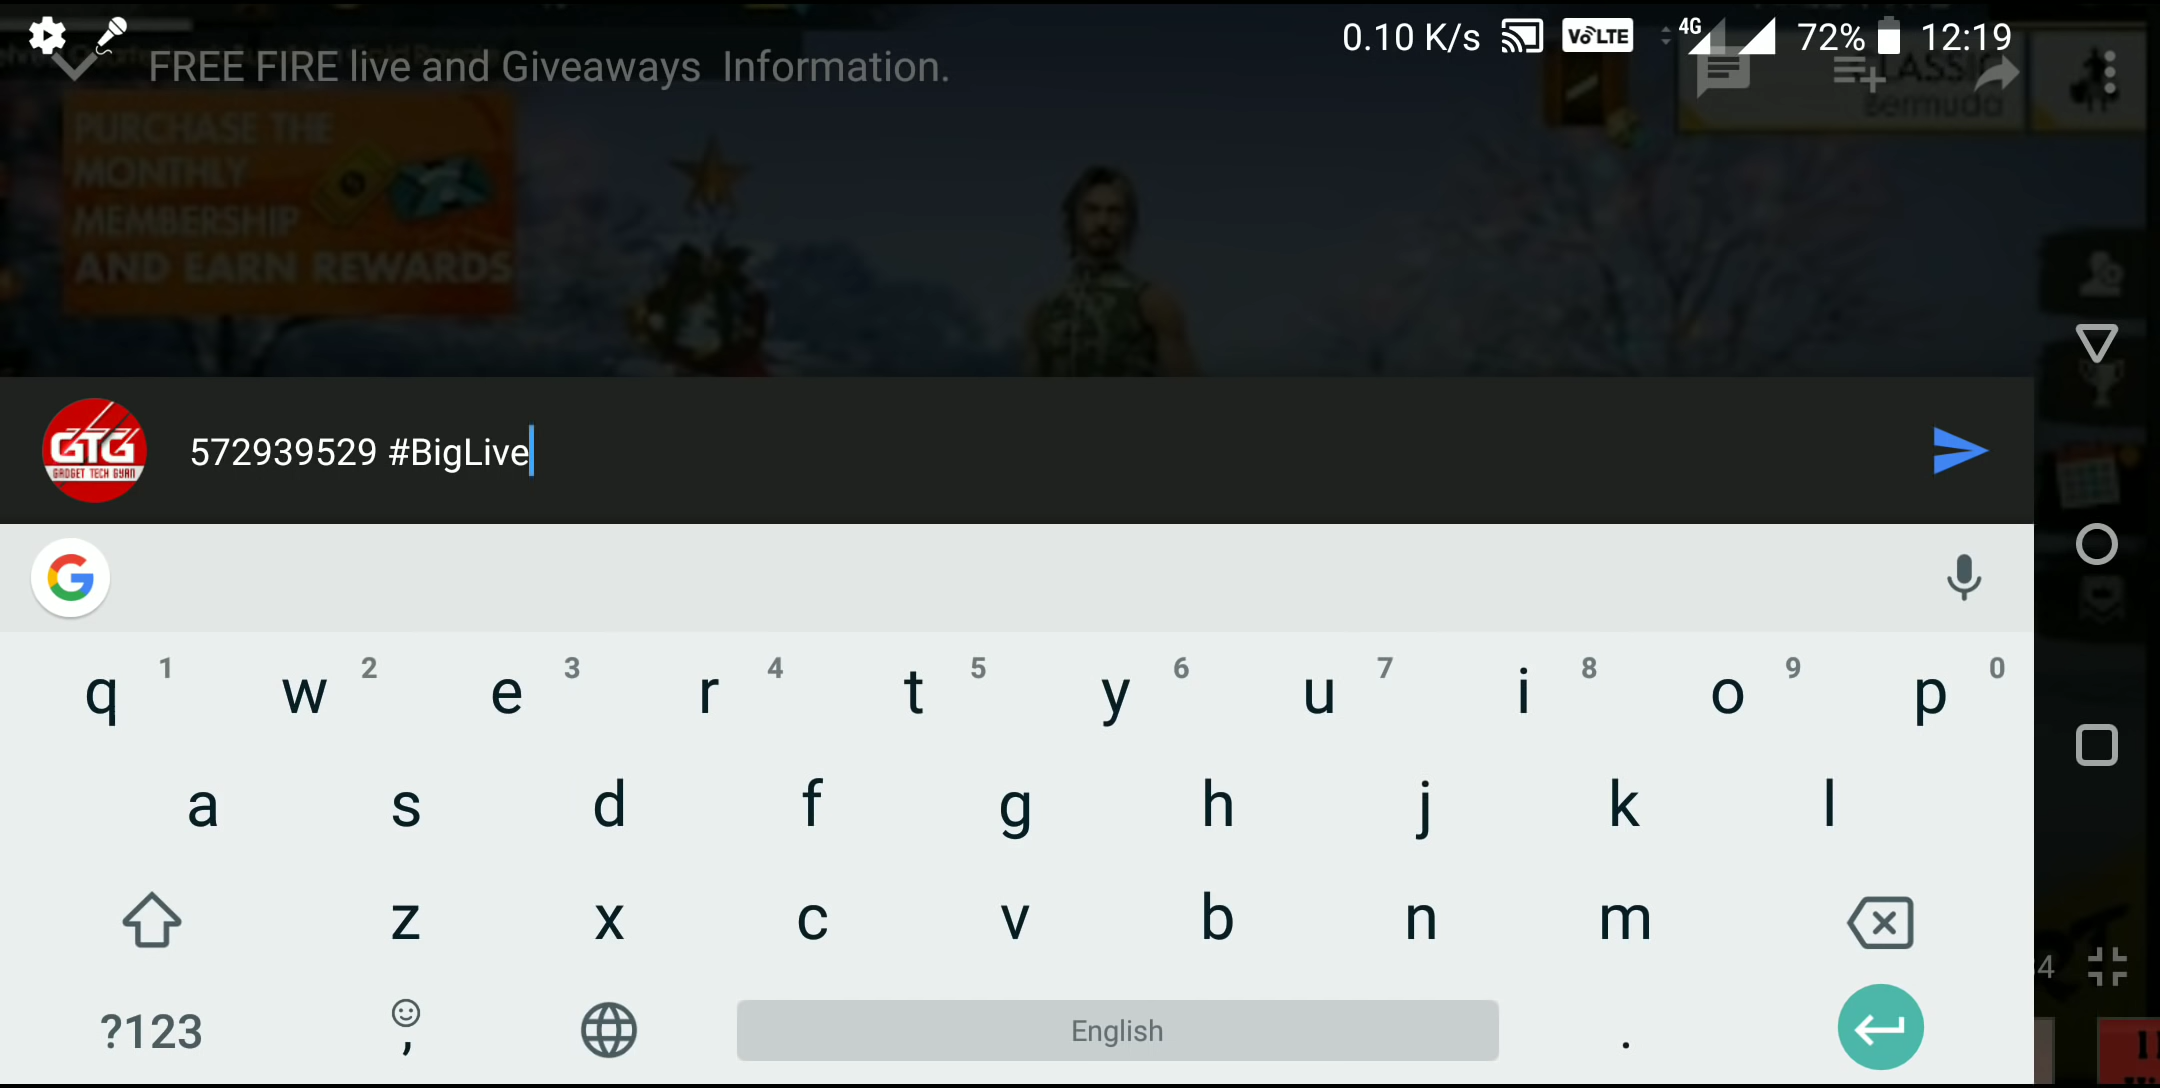 0.10 K/s VoLTE 4G 72% 12:19
FREE FIRE live and Giveaways Information.
CLASSIC
Bermuda
PURCHASE THE
MONTHLY
MEMBERSHIP
AND EARN REWARDS
GTG
GADGET TECH GYAN
572939529 #BigLive
G
q 1 w 2 e 3 r 4 t 5 y 6 u 7 i 8 o 9 p 0
a s d f g h j k l
z x c v b n m
?123 , English .